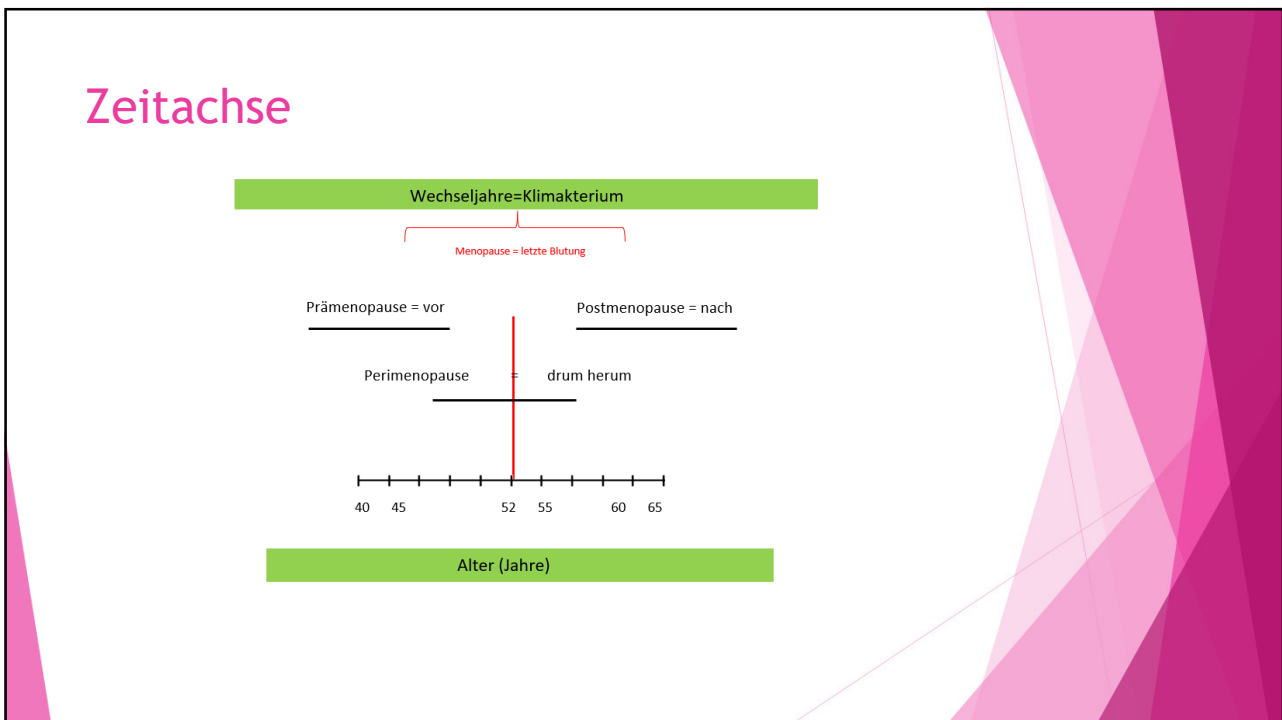 Zeitachse
Wechseljahre=Klimakterium
Menopause = letzte Blutung
Prämenopause = vor
Postmenopause = nach
Perimenopause = drum herum
40 45 52 55 60 65
Alter (Jahre)